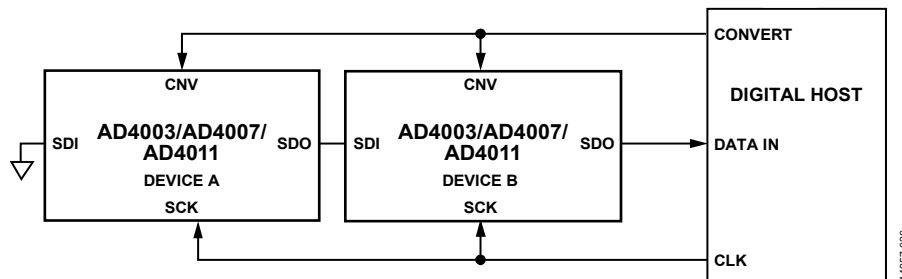 CONVERT
CNV
CNV
DIGITAL HOST
SDI
AD4003/AD4007/
AD4011
SDO
SDI
AD4003/AD4007/
AD4011
SDO
DATA IN
DEVICE A
DEVICE B
SCK
SCK
CLK